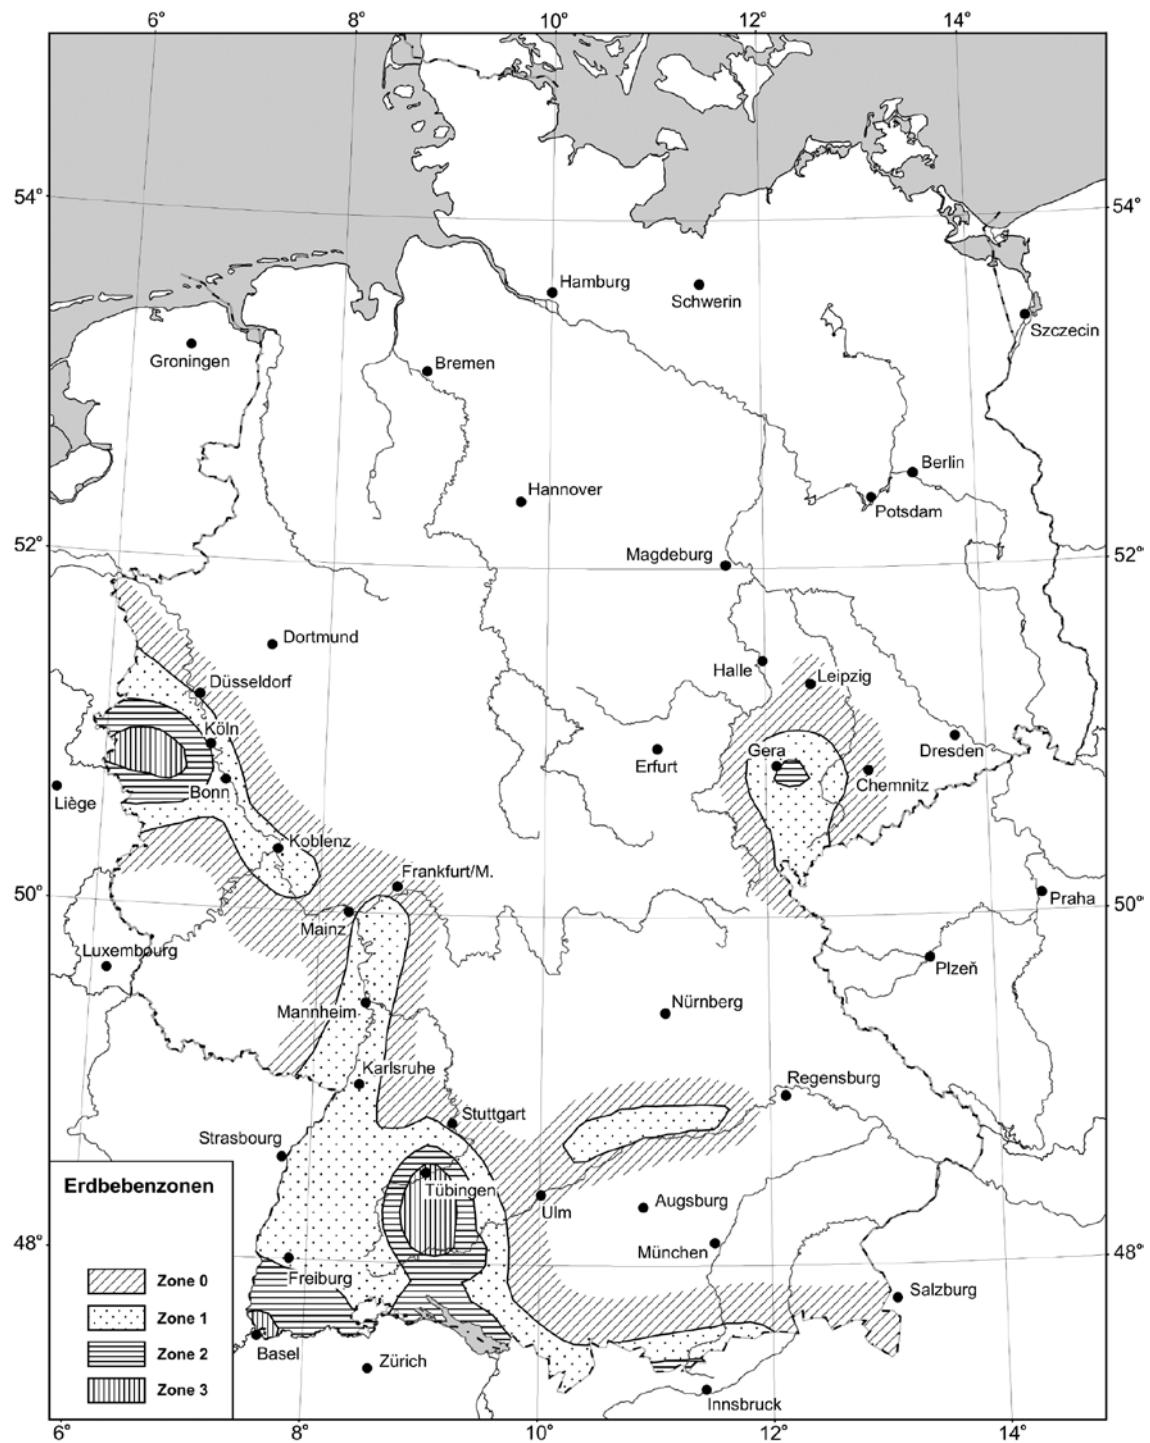 6° 8° 10° 12° 14°
54° 54°
Hamburg
Schwerin
Szczecin
Groningen
Bremen
Berlin
Hannover
Potsdam
52° Magdeburg 52°
Dortmund
Halle
Leipzig
Düsseldorf
Köln
Gera
Dresden
Erfurt
Chemnitz
Liège
Bonn
Koblenz
Frankfurt/M.
50° Praha 50°
Mainz
Luxembourg
Plzeň
Nürnberg
Mannheim
Karlsruhe
Regensburg
Stuttgart
Strasbourg
Tübingen
Augsburg
Ulm
48° München 48°
Freiburg
Salzburg
Basel
Zürich
Innsbruck
Erdbebenzonen
Zone 0
Zone 1
Zone 2
Zone 3
6° 8° 10° 12° 14°